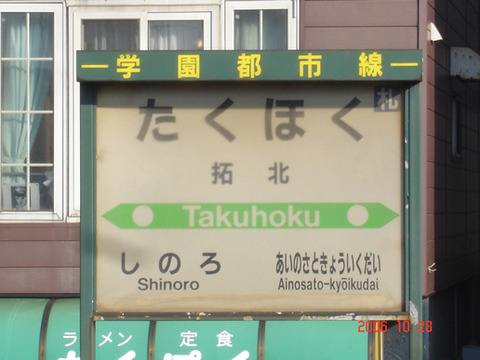 学園都市線
たくほく
札
拓北
Takuhoku
しのろ
Shinoro
あいのさときょういくだい
Ainosato-kyōikudai
ラーメン 定食
2006 10 28